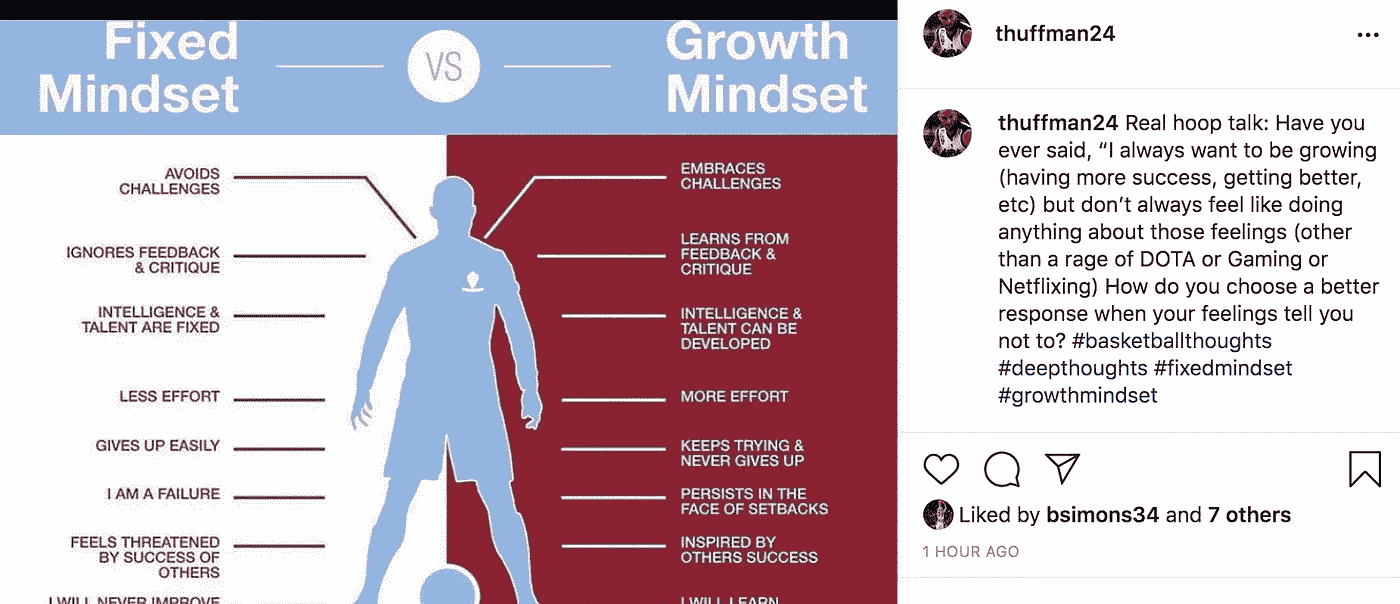 Fixed
Mindset
VS
Growth
Mindset
AVOIDS
CHALLENGES
IGNORES FEEDBACK
& CRITIQUE
INTELLIGENCE &
TALENT ARE FIXED
LESS EFFORT
GIVES UP EASILY
I AM A FAILURE
FEELS THREATENED
BY SUCCESS OF
OTHERS
I WILL NEVER IMPROVE
EMBRACES
CHALLENGES
LEARNS FROM
FEEDBACK &
CRITIQUE
INTELLIGENCE &
TALENT CAN BE
DEVELOPED
MORE EFFORT
KEEPS TRYING &
NEVER GIVES UP
PERSISTS IN THE
FACE OF SETBACKS
INSPIRED BY
OTHERS SUCCESS
I WILL LEARN
thuffman24
thuffman24 Real hoop talk: Have you
ever said, “I always want to be growing
(having more success, getting better,
etc) but don’t always feel like doing
anything about those feelings (other
than a rage of DOTA or Gaming or
Netflixing) How do you choose a better
response when your feelings tell you
not to? #basketballthoughts
#deepthoughts #fixedmindset
#growthmindset
Liked by bsimons34 and 7 others
1 HOUR AGO